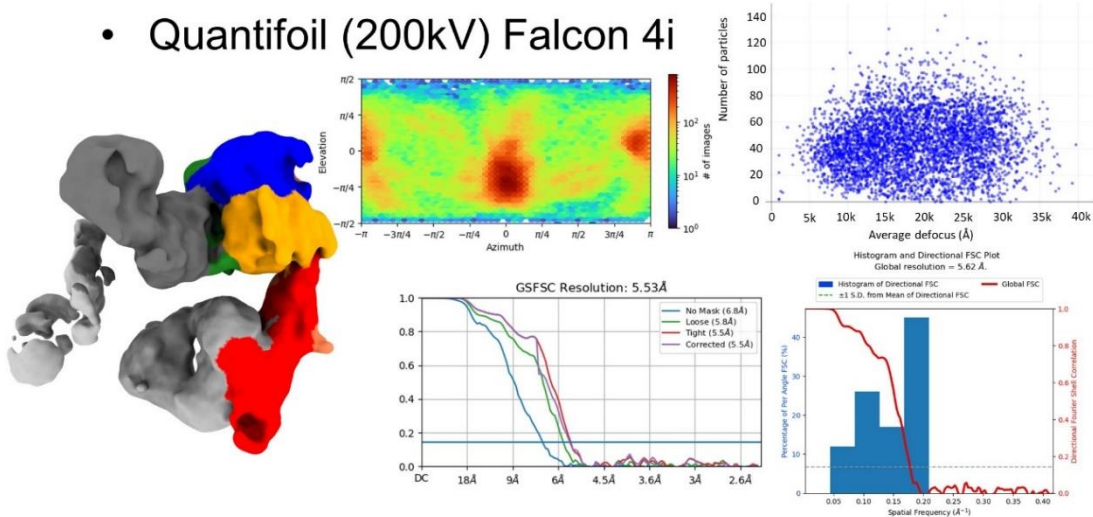 • Quantifoil (200kV) Falcon 4i
π/2
π/4
0
−π/4
−π/2
Elevation
−π
−3π/4
−π/2
−π/4
0
π/4
π/2
3π/4
π
Azimuth
10²
10¹
10⁰
# of images
Number of particles
140
120
100
80
60
40
20
0
0
5k
10k
15k
20k
25k
30k
35k
40k
Average defocus (Å)
GSFSC Resolution: 5.53Å
1.0
0.8
0.6
0.4
0.2
0.0
No Mask (6.8Å)
Loose (5.8Å)
Tight (5.5Å)
Corrected (5.5Å)
DC
18Å
9Å
6Å
4.5Å
3.6Å
3Å
2.6Å
Histogram and Directional FSC Plot
Global resolution = 5.62 Å.
Histogram of Directional FSC
Global FSC
±1 S.D. from Mean of Directional FSC
Percentage of Per Angle FSC (%)
40
30
20
10
0
1.0
0.8
0.6
0.4
0.2
0.0
Directional Fourier Shell Correlation
0.05
0.10
0.15
0.20
0.25
0.30
0.35
0.40
Spatial Frequency (Å⁻¹)